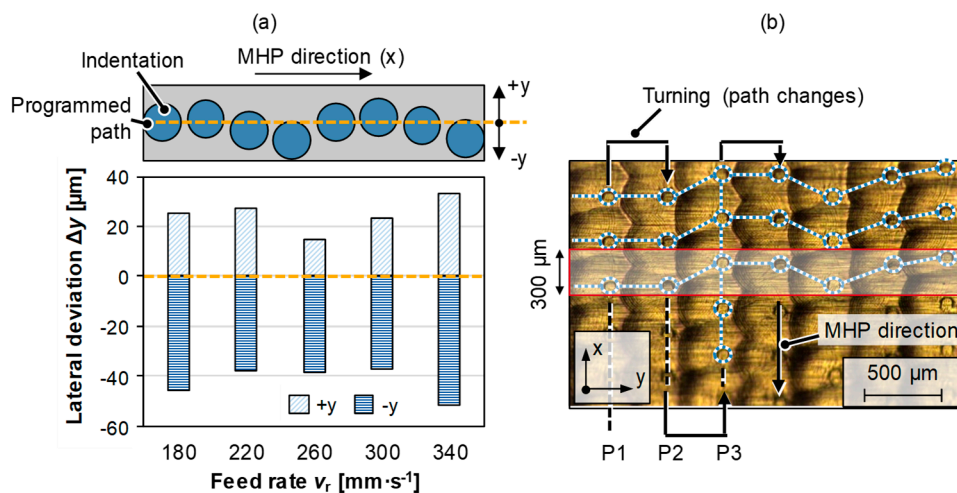 (a)
MHP direction (x)
Indentation
Programmed
path
+y
-y
Lateral deviation Δy [µm]
40
20
0
-20
-40
-60
+y
-y
180
220
260
300
340
Feed rate vr [mm·s-1]
(b)
Turning (path changes)
300 µm
MHP direction
x
y
500 µm
P1
P2
P3